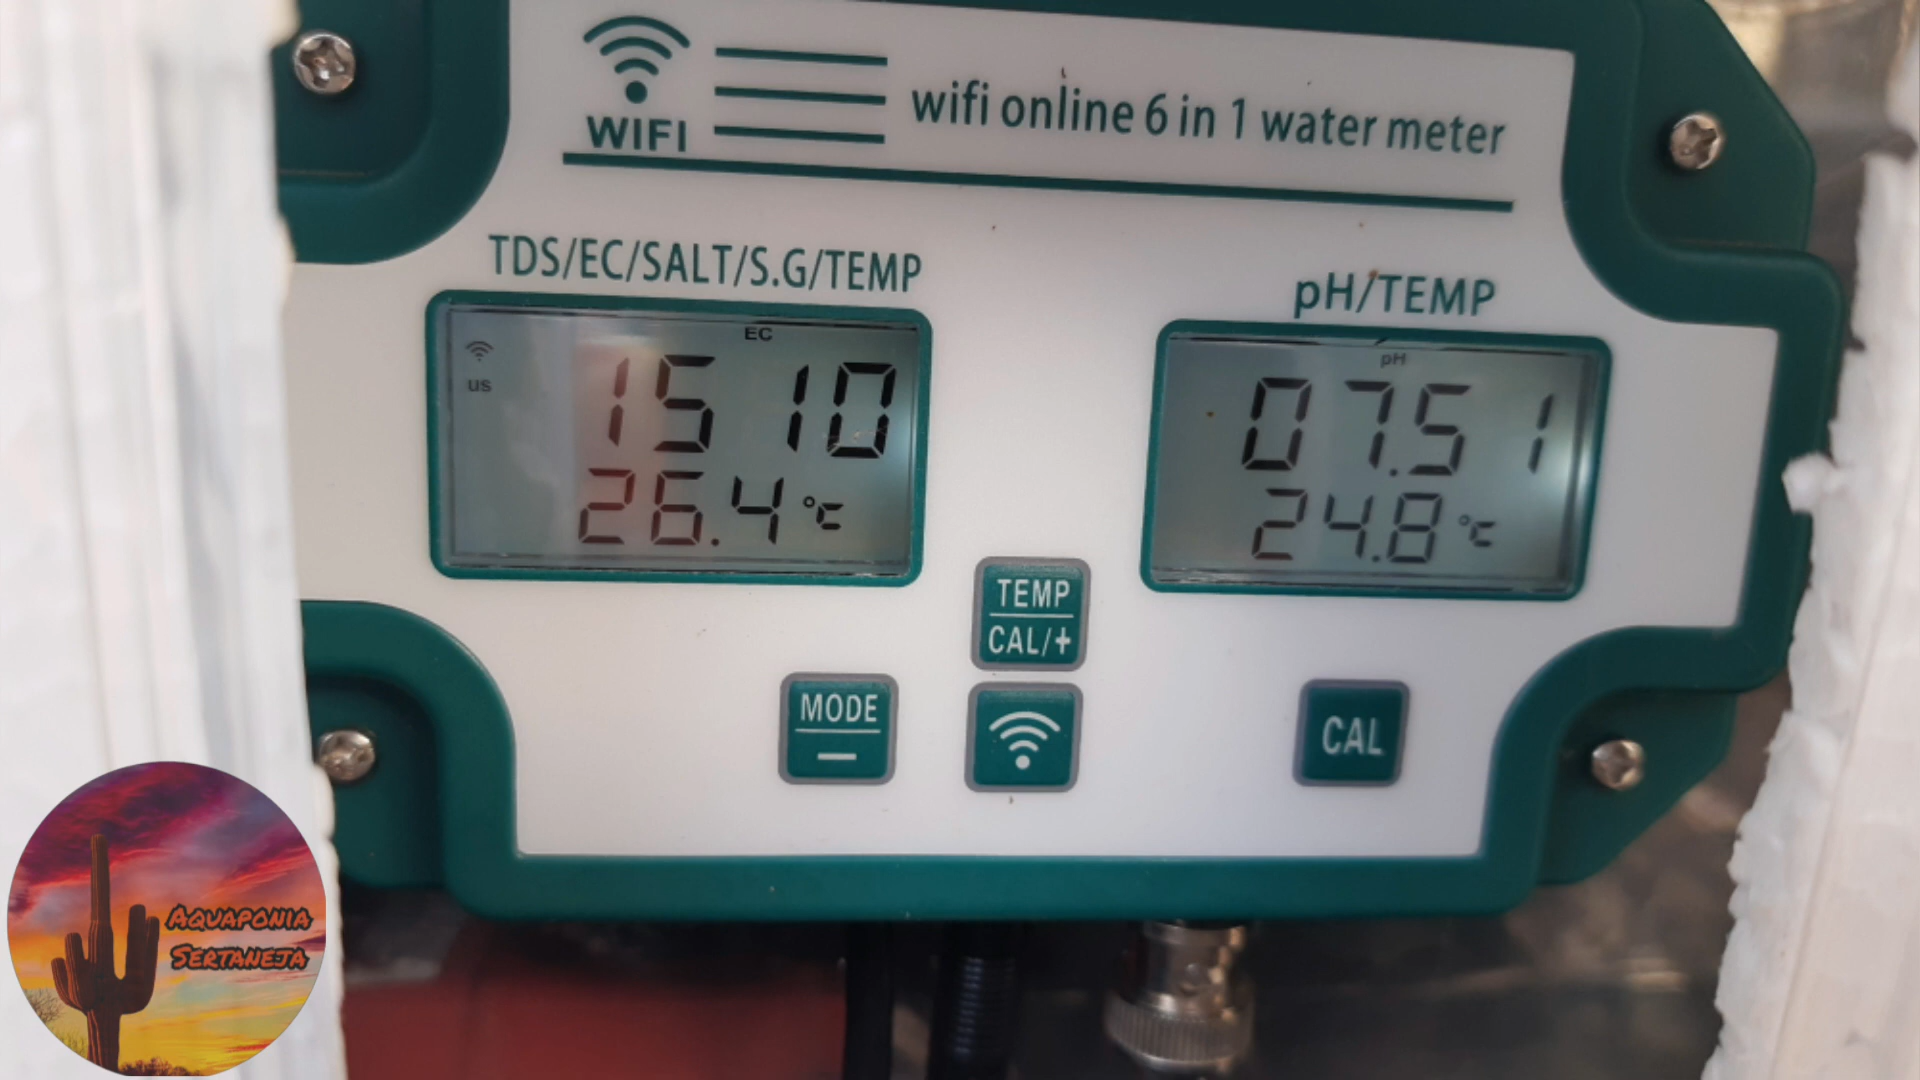 WIFI
wifi online 6 in 1 water meter
TDS/EC/SALT/S.G/TEMP
EC
us
1510
26.4 °C
pH/TEMP
pH
07.51
24.8 °C
TEMP
CAL/+
MODE
—
CAL
AQUAPONIA
SERTANEJA